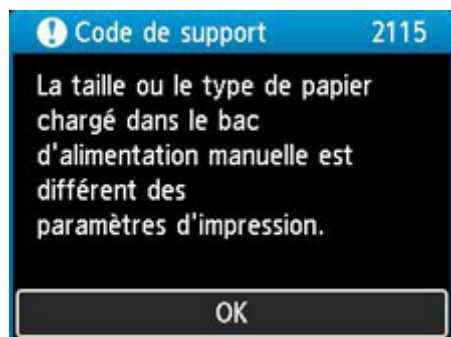 Code de support 2115
La taille ou le type de papier
chargé dans le bac
d'alimentation manuelle est
différent des
paramètres d'impression.
OK